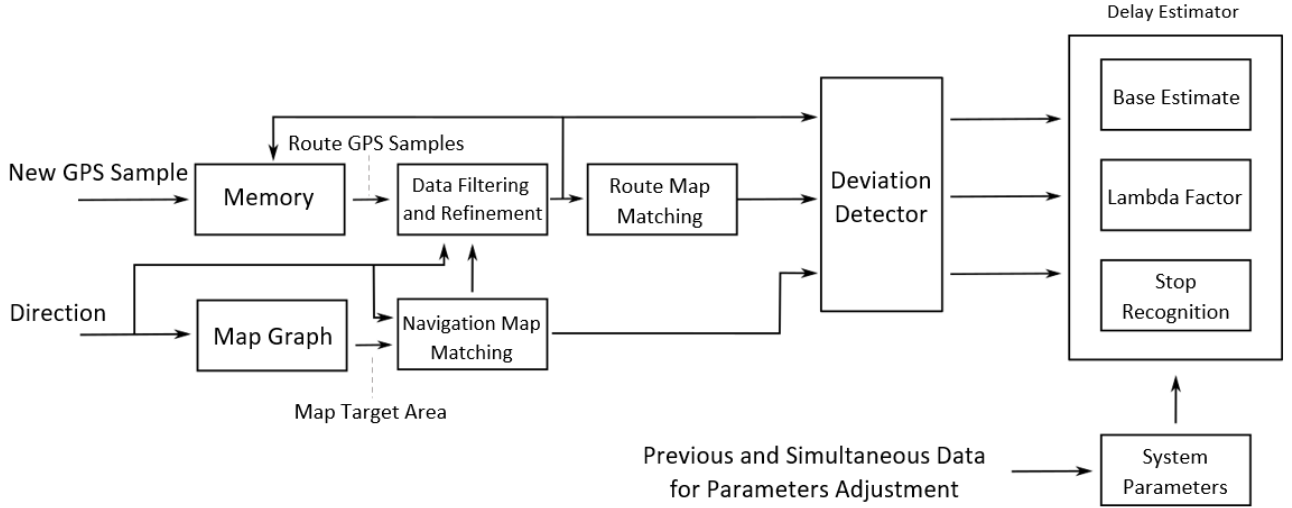 Delay Estimator
Base Estimate
Route GPS Samples
New GPS Sample
Memory
Data Filtering
and Refinement
Route Map
Matching
Deviation
Detector
Lambda Factor
Direction
Map Graph
Navigation Map
Matching
Stop
Recognition
Map Target Area
Previous and Simultaneous Data
for Parameters Adjustment
System
Parameters